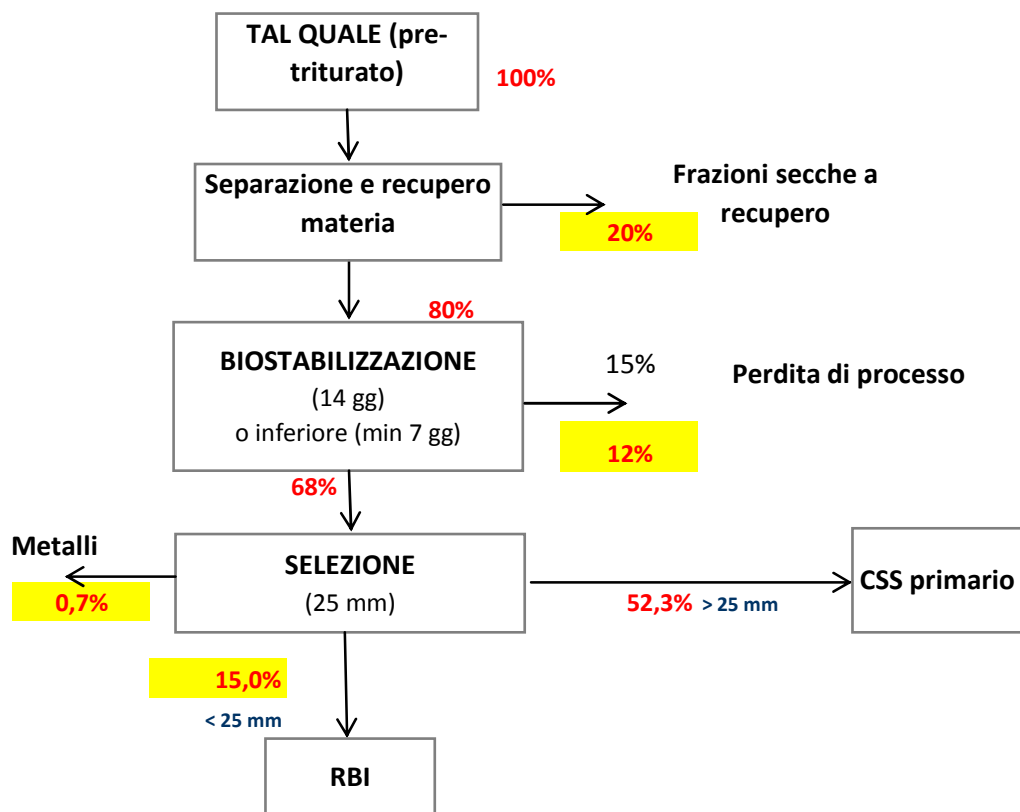 TAL QUALE (pre-
triturato)
100%
Separazione e recupero
materia
Frazioni secche a
recupero
20%
80%
BIOSTABILIZZAZIONE
(14 gg)
o inferiore (min 7 gg)
15%
Perdita di processo
12%
68%
Metalli
0,7%
SELEZIONE
(25 mm)
52,3% > 25 mm
CSS primario
15,0%
< 25 mm
RBI